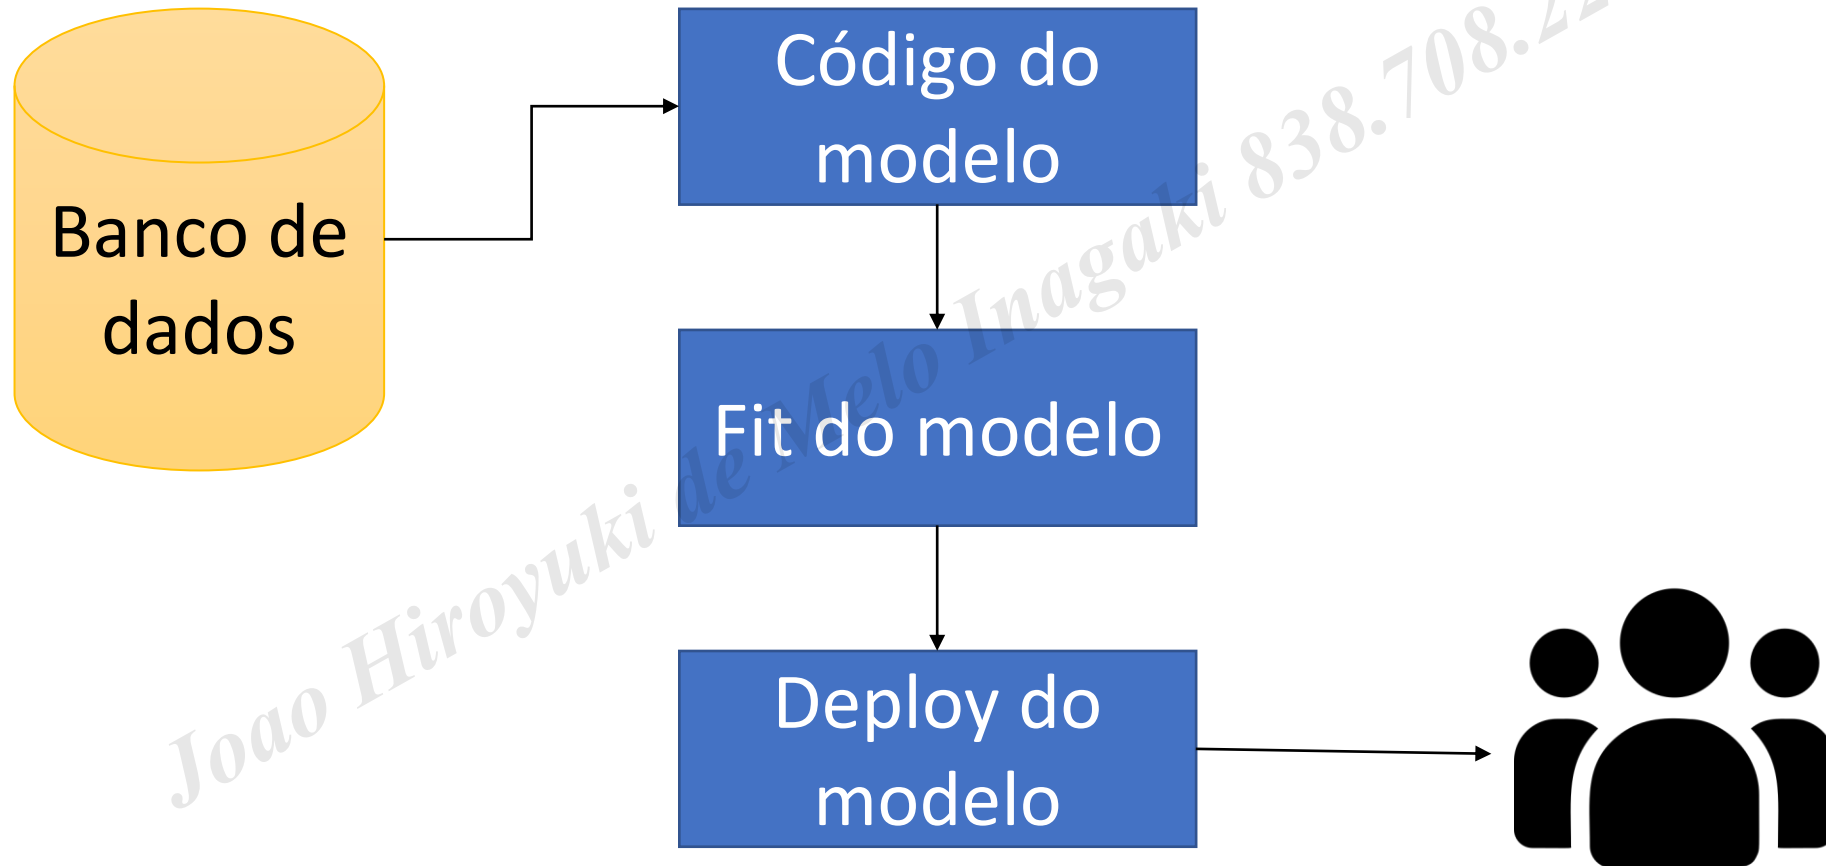 Banco de
dados
Código do
modelo
Fit do modelo
Deploy do
modelo
Joao Hiroyuki de Melo Inagaki 838.708.22